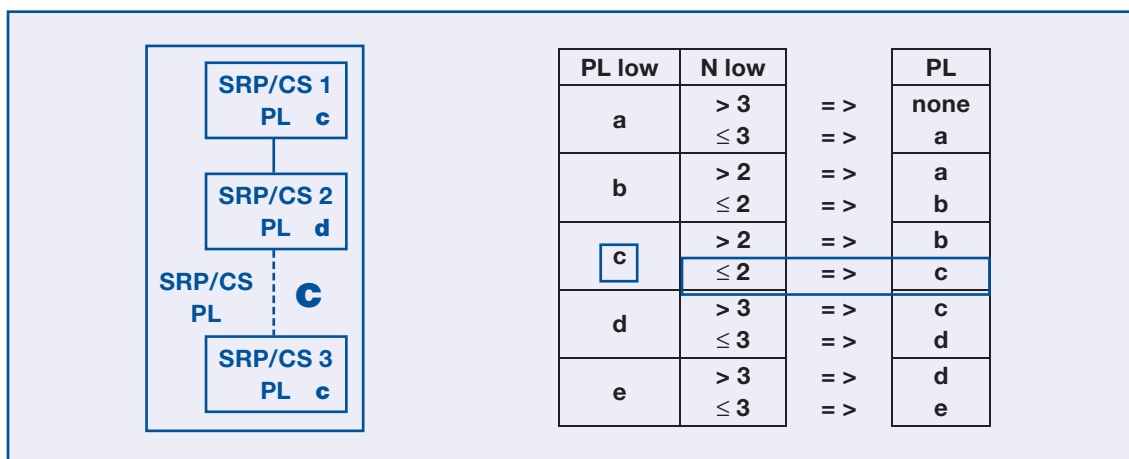 SRP/CS 1
PL c
SRP/CS 2
PL d
SRP/CS
PL
c
SRP/CS 3
PL c
PL low N low PL
a
> 3 = > none
≤ 3 = > a
b
> 2 = > a
≤ 2 = > b
c
> 2 = > b
≤ 2 = > c
d
> 3 = > c
≤ 3 = > d
e
> 3 = > d
≤ 3 = > e